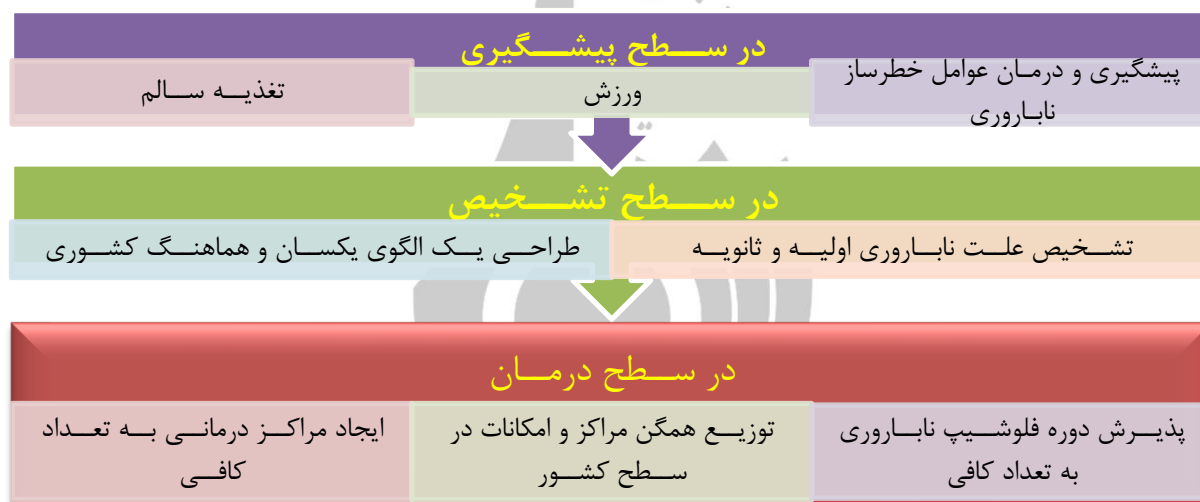 در سطح پیشگیری
پیشگیری و درمان عوامل خطرساز
ناباروری
ورزش
تغذیه سالم
در سطح تشخیص
تشخیص علت ناباروری اولیه و ثانویه
طراحی یک الگوی یکسان و هماهنگ کشوری
در سطح درمان
پذیرش دوره فلوشیپ ناباروری
به تعداد کافی
توزیع همگن مراکز و امکانات در
سطح کشور
ایجاد مراکز درمانی به تعداد
کافی